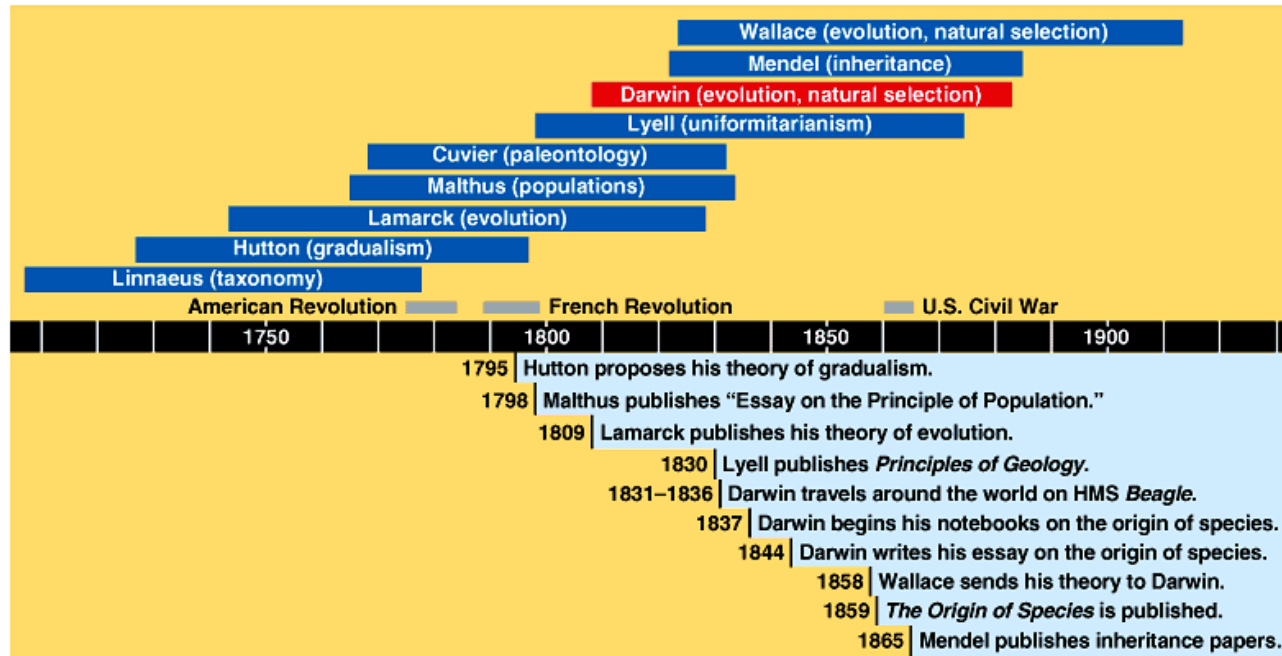 Wallace (evolution, natural selection)
Mendel (inheritance)
Darwin (evolution, natural selection)
Lyell (uniformitarianism)
Cuvier (paleontology)
Malthus (populations)
Lamarck (evolution)
Hutton (gradualism)
Linnaeus (taxonomy)
American Revolution French Revolution U.S. Civil War
1750 1800 1850 1900
1795 Hutton proposes his theory of gradualism.
1798 Malthus publishes “Essay on the Principle of Population.”
1809 Lamarck publishes his theory of evolution.
1830 Lyell publishes Principles of Geology.
1831–1836 Darwin travels around the world on HMS Beagle.
1837 Darwin begins his notebooks on the origin of species.
1844 Darwin writes his essay on the origin of species.
1858 Wallace sends his theory to Darwin.
1859 The Origin of Species is published.
1865 Mendel publishes inheritance papers.